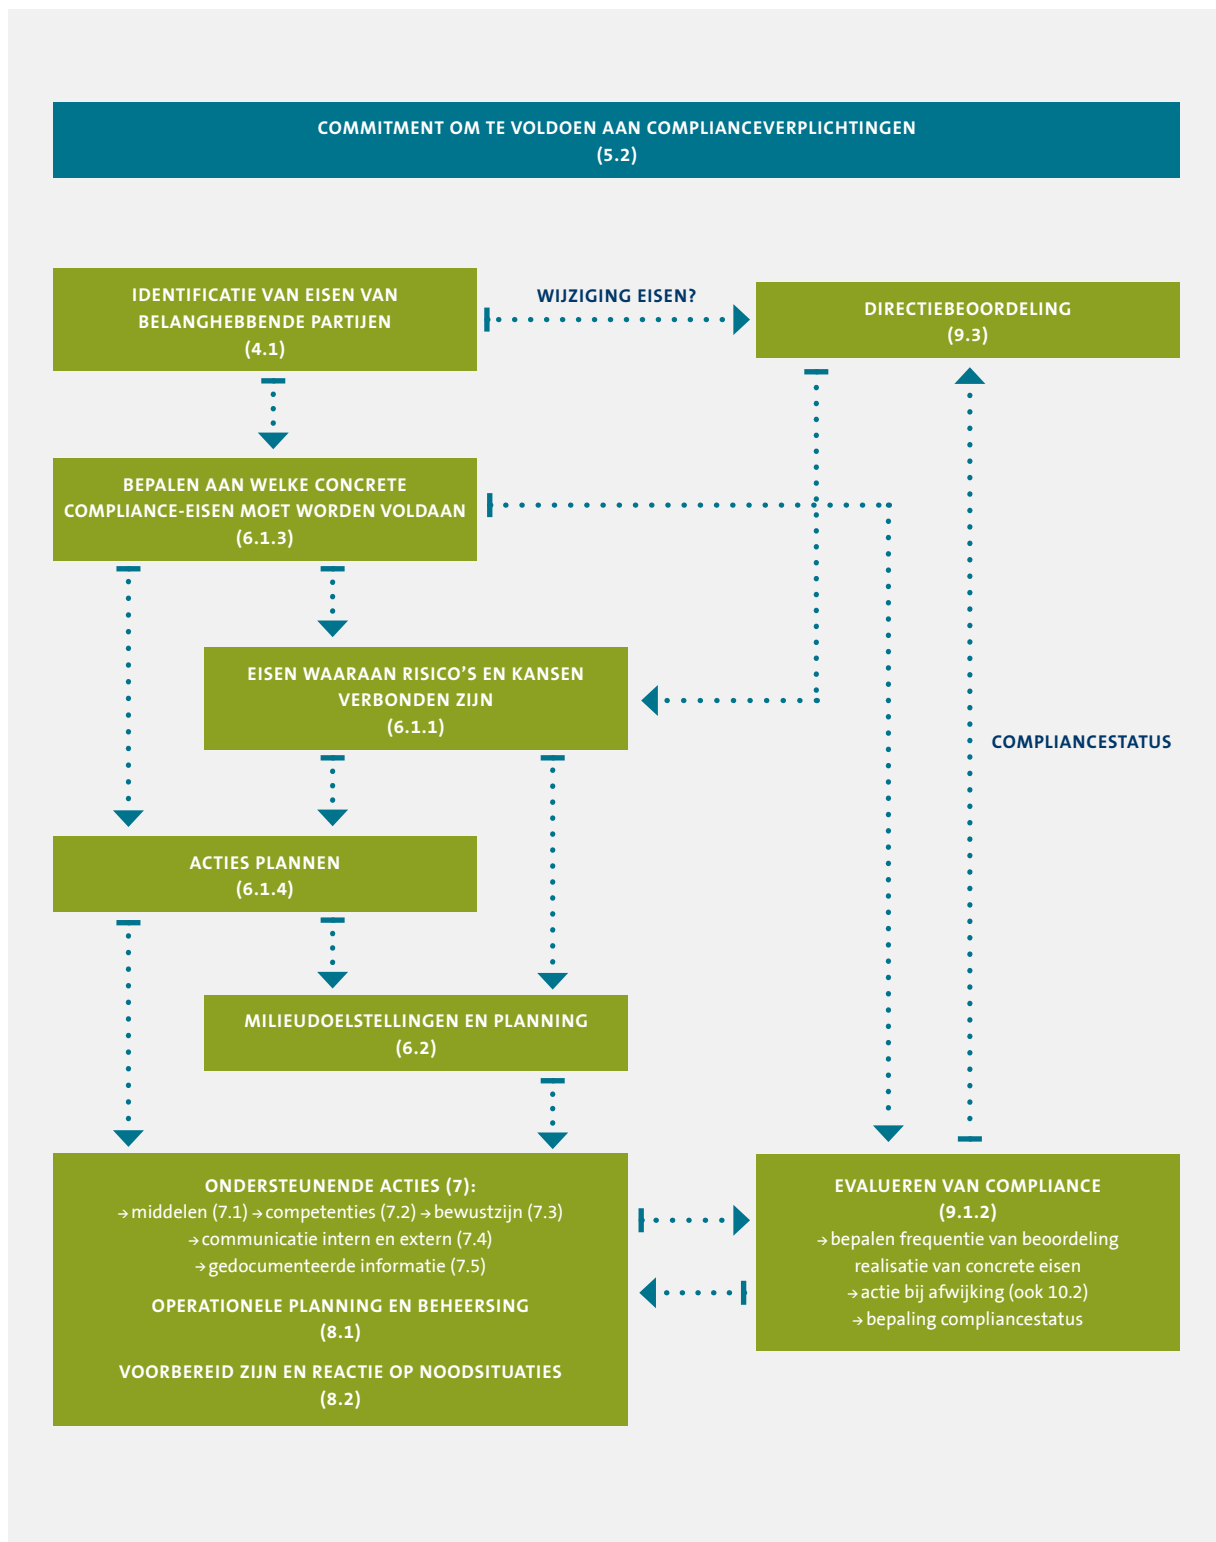 COMMITMENT OM TE VOLDOEN AAN COMPLIANCEVERPLICHTINGEN
(5.2)
IDENTIFICATIE VAN EISEN VAN
BELANGHEBBENDE PARTIJEN
(4.1)
WIJZIGING EISEN?
DIRECTIEBEOORDELING
(9.3)
BEPALEN AAN WELKE CONCRETE
COMPLIANCE-EISEN MOET WORDEN VOLDAAN
(6.1.3)
EISEN WAARAAN RISICO’S EN KANSEN
VERBONDEN ZIJN
(6.1.1)
COMPLIANCESTATUS
ACTIES PLANNEN
(6.1.4)
MILIEUDOELSTELLINGEN EN PLANNING
(6.2)
ONDERSTEUNENDE ACTIES (7):
→ middelen (7.1) → competenties (7.2) → bewustzijn (7.3)
→ communicatie intern en extern (7.4)
→ gedocumenteerde informatie (7.5)
OPERATIONELE PLANNING EN BEHEERSING
(8.1)
VOORBEREID ZIJN EN REACTIE OP NOODSITUATIES
(8.2)
EVALUEREN VAN COMPLIANCE
(9.1.2)
→ bepalen frequentie van beoordeling
realisatie van concrete eisen
→ actie bij afwijking (ook 10.2)
→ bepaling compliancestatus